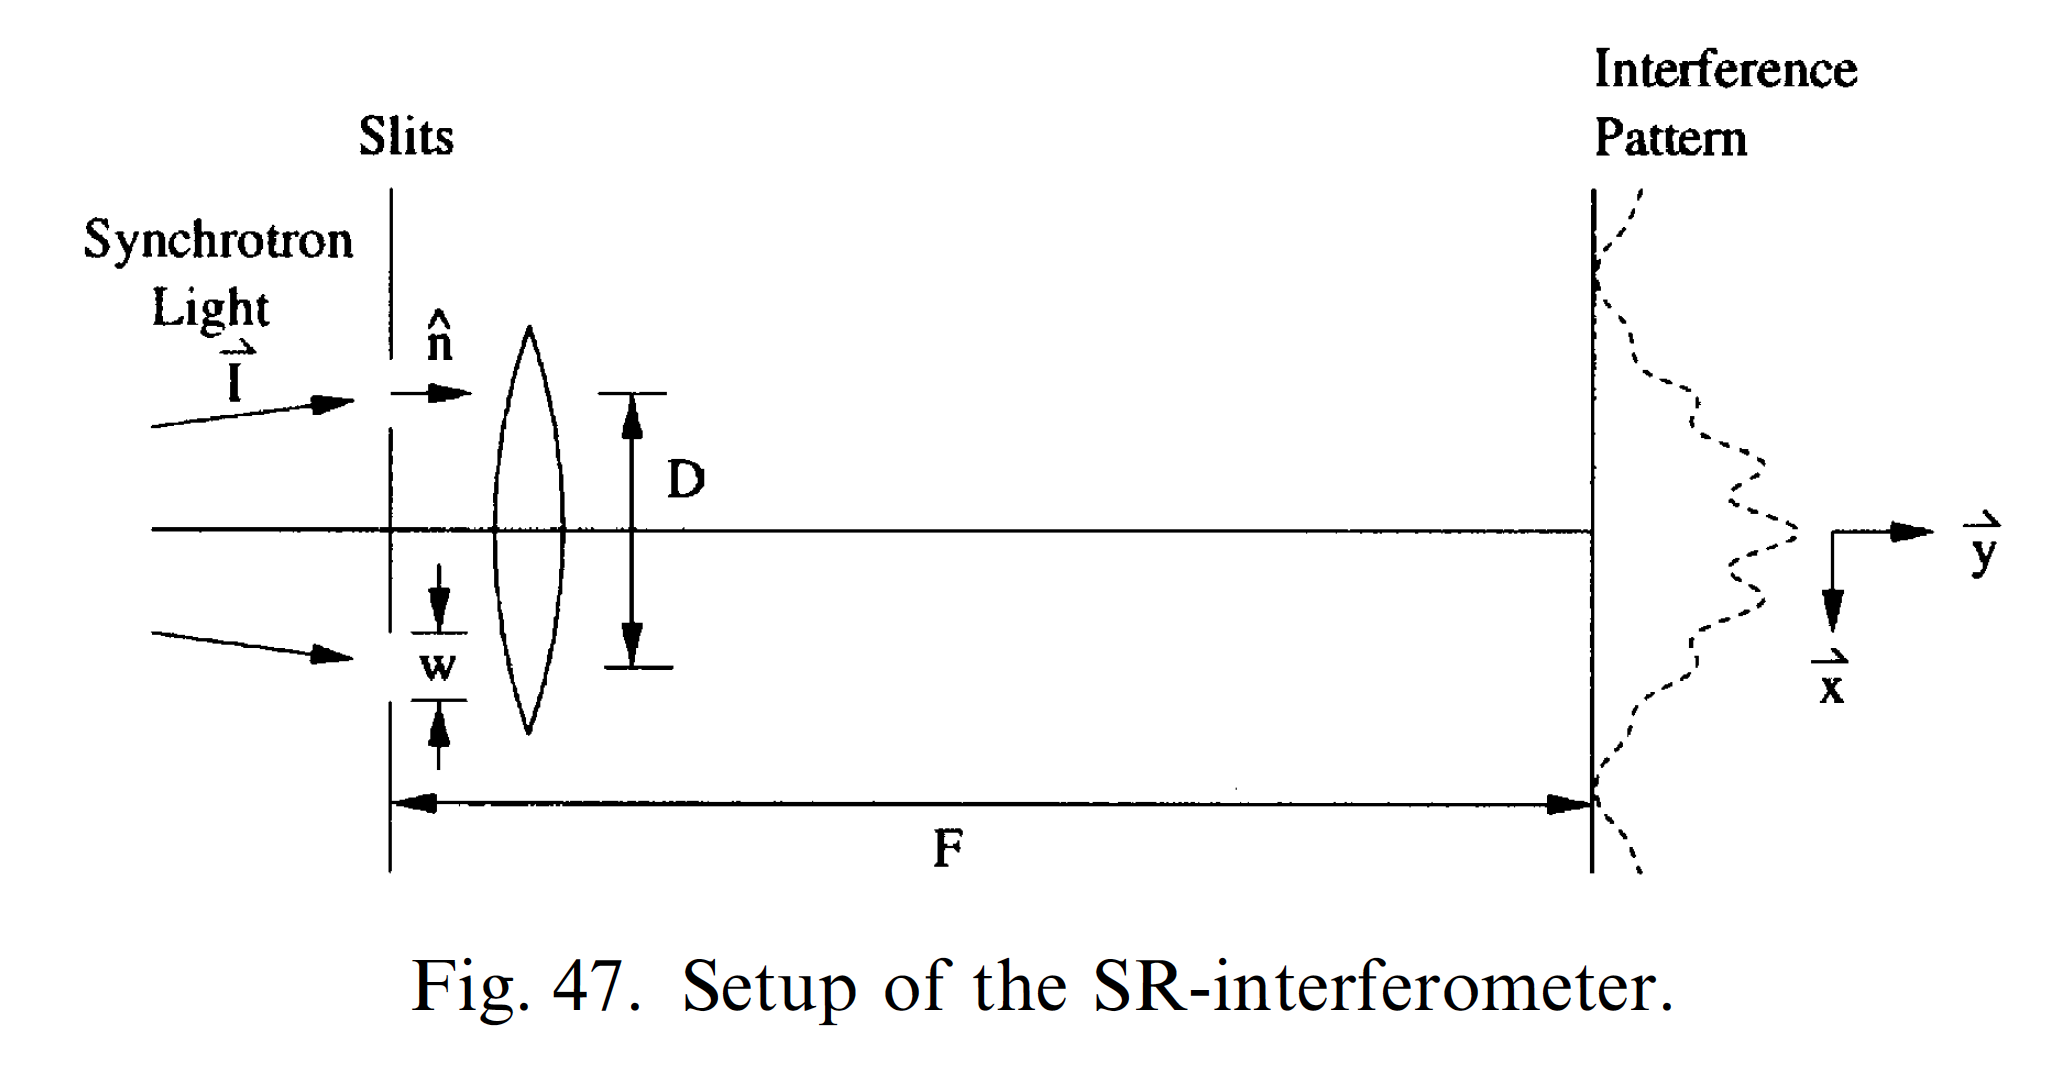 Interference
Pattern
Slits
Synchrotron
Light
I
n̂
D
w
y
x
F
Fig. 47. Setup of the SR-interferometer.